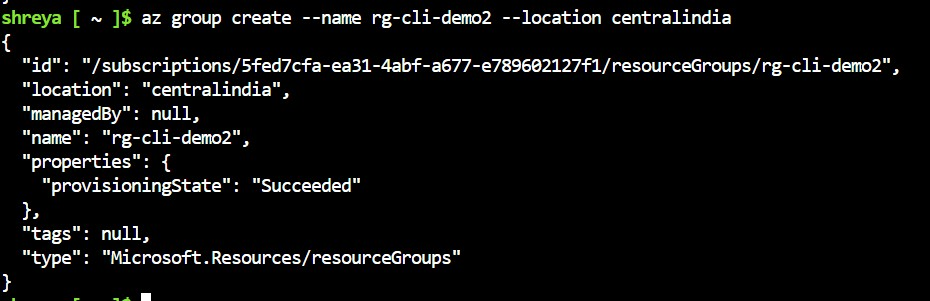 shreya [ ~ ]$ az group create --name rg-cli-demo2 --location centralindia
{
  "id": "/subscriptions/5fed7cfa-ea31-4abf-a677-e789602127f1/resourceGroups/rg-cli-demo2",
  "location": "centralindia",
  "managedBy": null,
  "name": "rg-cli-demo2",
  "properties": {
    "provisioningState": "Succeeded"
  },
  "tags": null,
  "type": "Microsoft.Resources/resourceGroups"
}
shreya [ ~ ]$